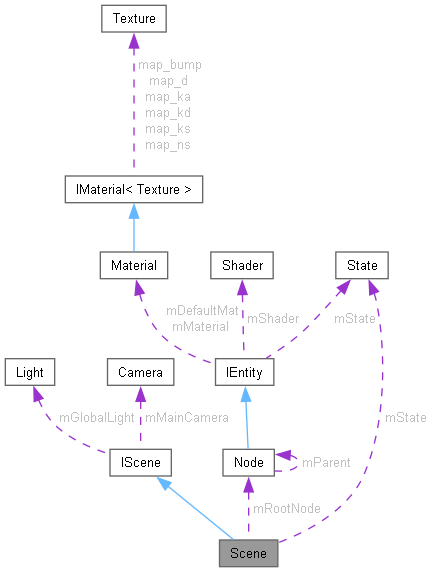 Texture
map_bump
map_d
map_ka
map_kd
map_ks
map_ns
IMaterial< Texture >
Material
Shader
State
mDefaultMat
mMaterial
mShader
mState
Light
Camera
IEntity
mGlobalLight
mMainCamera
mState
IScene
Node
mParent
mRootNode
Scene